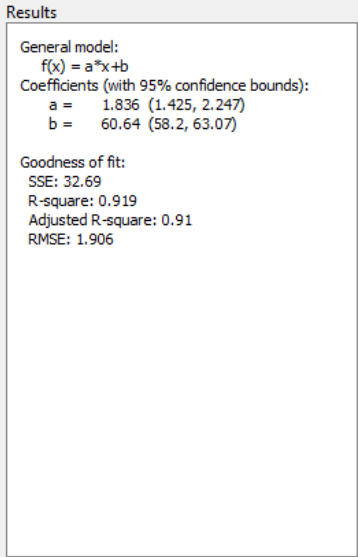 Results
General model:
f(x) = a*x+b
Coefficients (with 95% confidence bounds):
a = 1.836 (1.425, 2.247)
b = 60.64 (58.2, 63.07)
Goodness of fit:
SSE: 32.69
R-square: 0.919
Adjusted R-square: 0.91
RMSE: 1.906